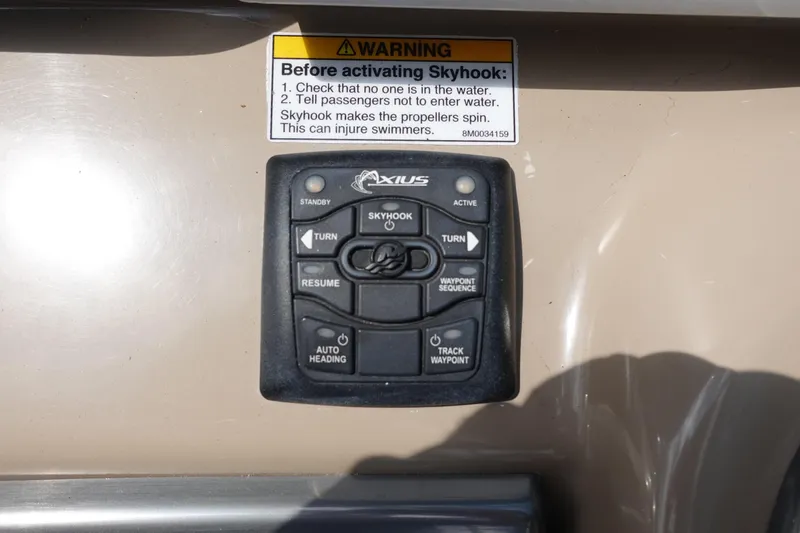 ⚠WARNING
Before activating Skyhook:
1. Check that no one is in the water.
2. Tell passengers not to enter water.
Skyhook makes the propellers spin.
This can injure swimmers. 8M0034159
AXIUS
STANDBY
ACTIVE
SKYHOOK
TURN
TURN
RESUME
WAYPOINT
SEQUENCE
AUTO
HEADING
TRACK
WAYPOINT